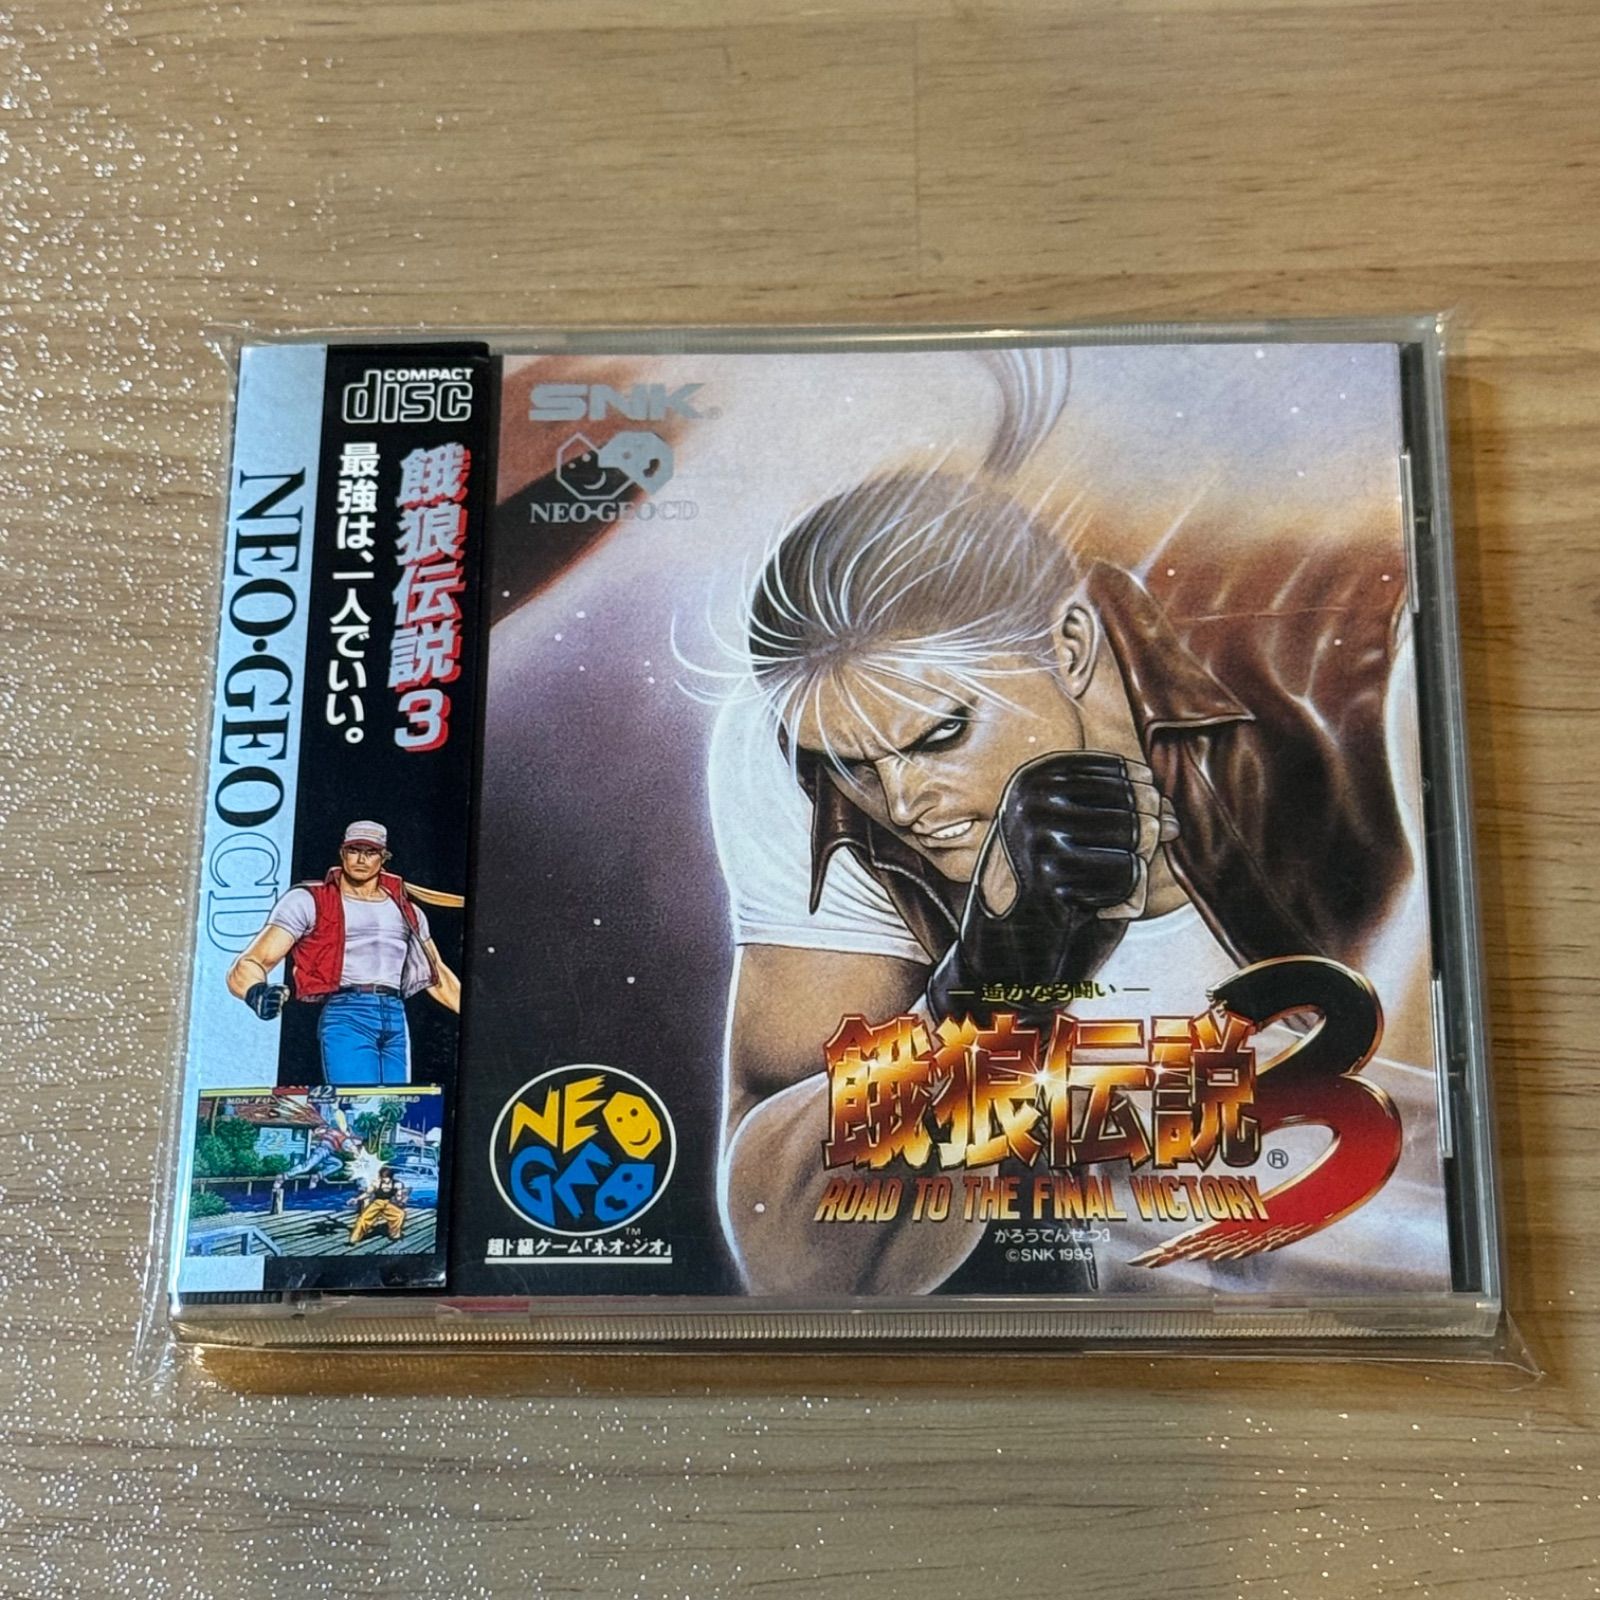 COMPACT
disc
餓狼伝説3
最強は、一人でいい。
NEO・GEO CD
42
SNK®
NEO・GEO CD
NEO
GEO
™
超ド級ゲーム「ネオ・ジオ」
— 遥かなる闘い —
餓狼伝説3®
ROAD TO THE FINAL VICTORY
がろうでんせつ3
©SNK 1995